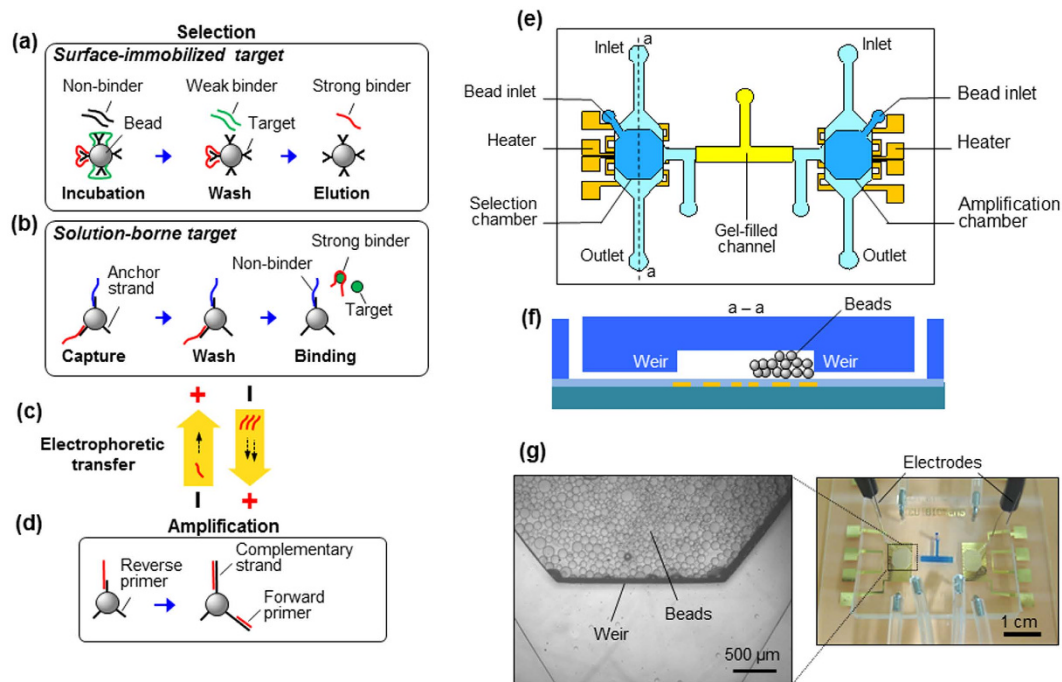 Selection
(a)
Surface-immobilized target
Non-binder
Weak binder
Strong binder
Bead
Target
Incubation
Wash
Elution
(b)
Solution-borne target
Strong binder
Non-binder
Anchor
strand
Target
Capture
Wash
Binding
+
I
(c)
Electrophoretic
transfer
I
+
(d)
Amplification
Reverse
primer
Complementary
strand
Forward
primer
(e)
a
Inlet
Inlet
Bead inlet
Bead inlet
Heater
Heater
Selection
chamber
Gel-filled
channel
Amplification
chamber
Outlet
Outlet
a
a – a
(f)
Beads
Weir
Weir
(g)
Electrodes
Beads
Weir
500 µm
1 cm